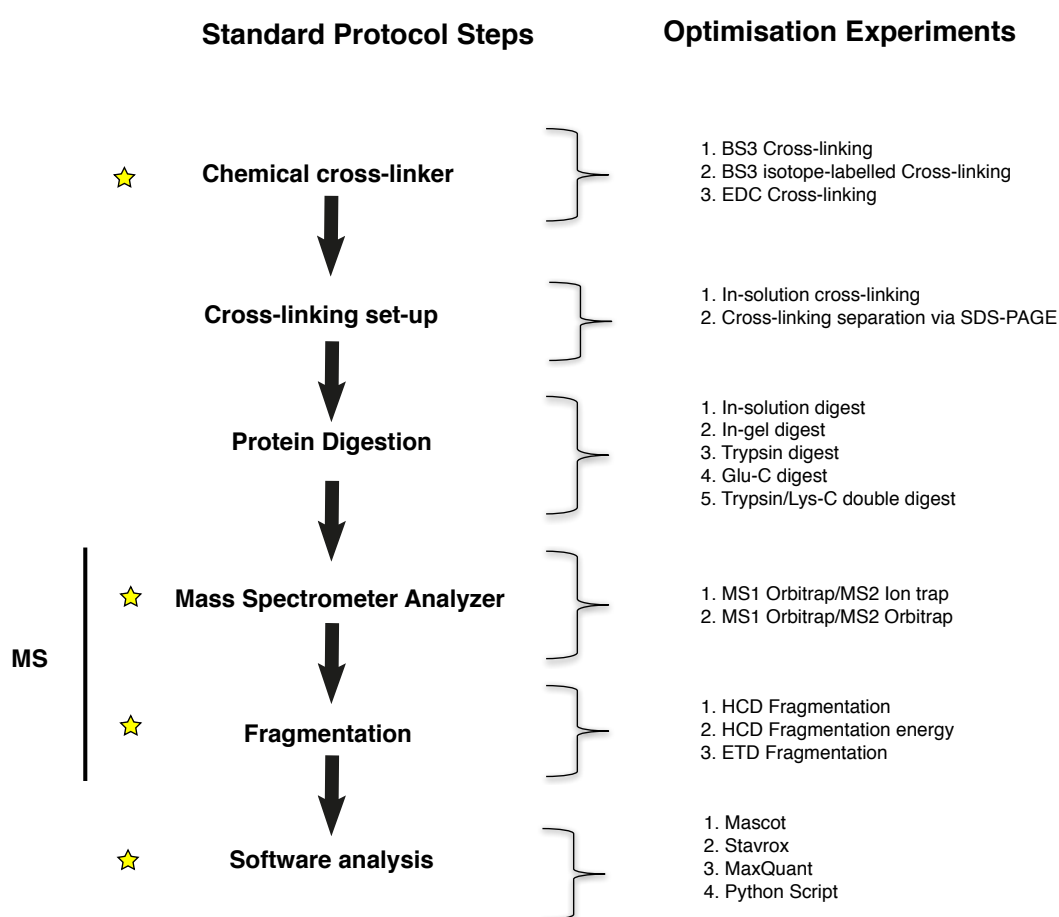 Standard Protocol Steps
Optimisation Experiments
Chemical cross-linker
1. BS3 Cross-linking
2. BS3 isotope-labelled Cross-linking
3. EDC Cross-linking
Cross-linking set-up
1. In-solution cross-linking
2. Cross-linking separation via SDS-PAGE
Protein Digestion
1. In-solution digest
2. In-gel digest
3. Trypsin digest
4. Glu-C digest
5. Trypsin/Lys-C double digest
MS
Mass Spectrometer Analyzer
1. MS1 Orbitrap/MS2 Ion trap
2. MS1 Orbitrap/MS2 Orbitrap
Fragmentation
1. HCD Fragmentation
2. HCD Fragmentation energy
3. ETD Fragmentation
Software analysis
1. Mascot
2. Stavrox
3. MaxQuant
4. Python Script